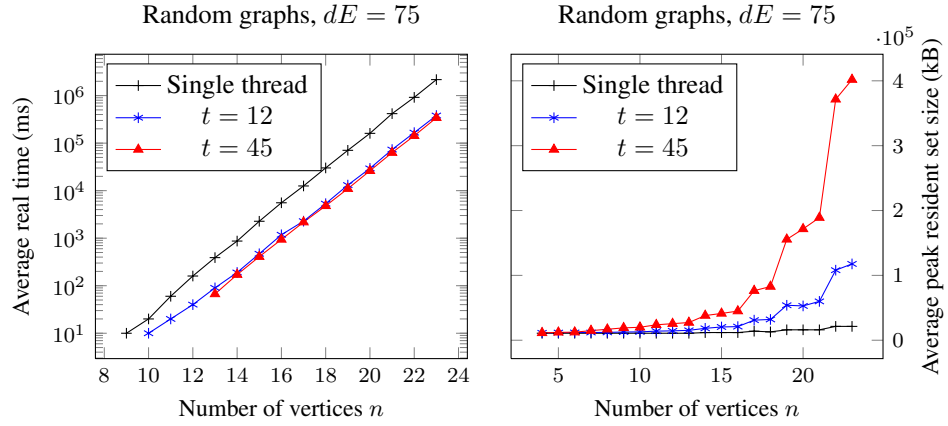 Random graphs, dE = 75
Average real time (ms)
10^6
10^5
10^4
10^3
10^2
10^1
Single thread
t = 12
t = 45
8 10 12 14 16 18 20 22 24
Number of vertices n
Random graphs, dE = 75
·10^5
Single thread
t = 12
t = 45
4
3
2
1
0
Average peak resident set size (kB)
5 10 15 20
Number of vertices n